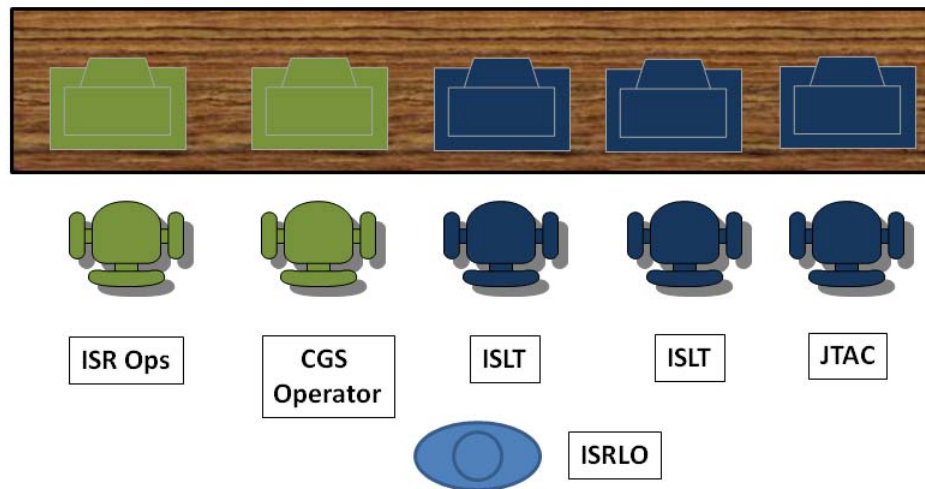 ISR Ops
CGS
Operator
ISLT
ISLT
JTAC
ISRLO